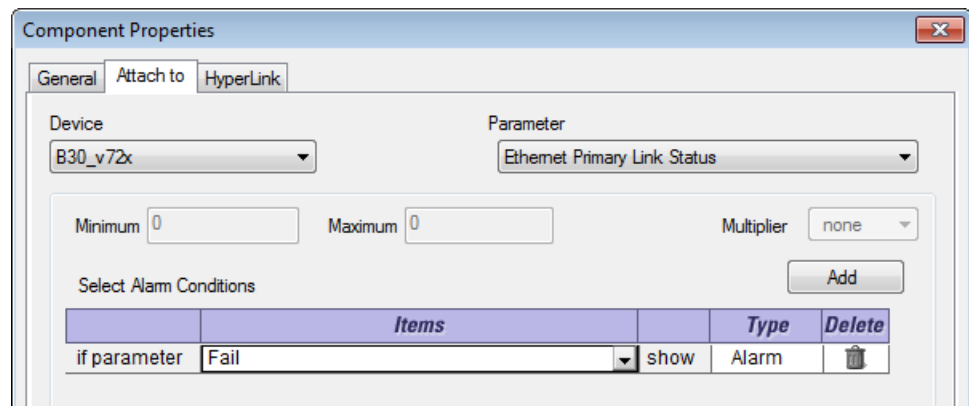 Component Properties
General Attach to HyperLink
Device Parameter
B30_v72x Ethernet Primary Link Status
Minimum 0 Maximum 0 Multiplier none
Add
Select Alarm Conditions
Items Type Delete
if parameter Fail show Alarm